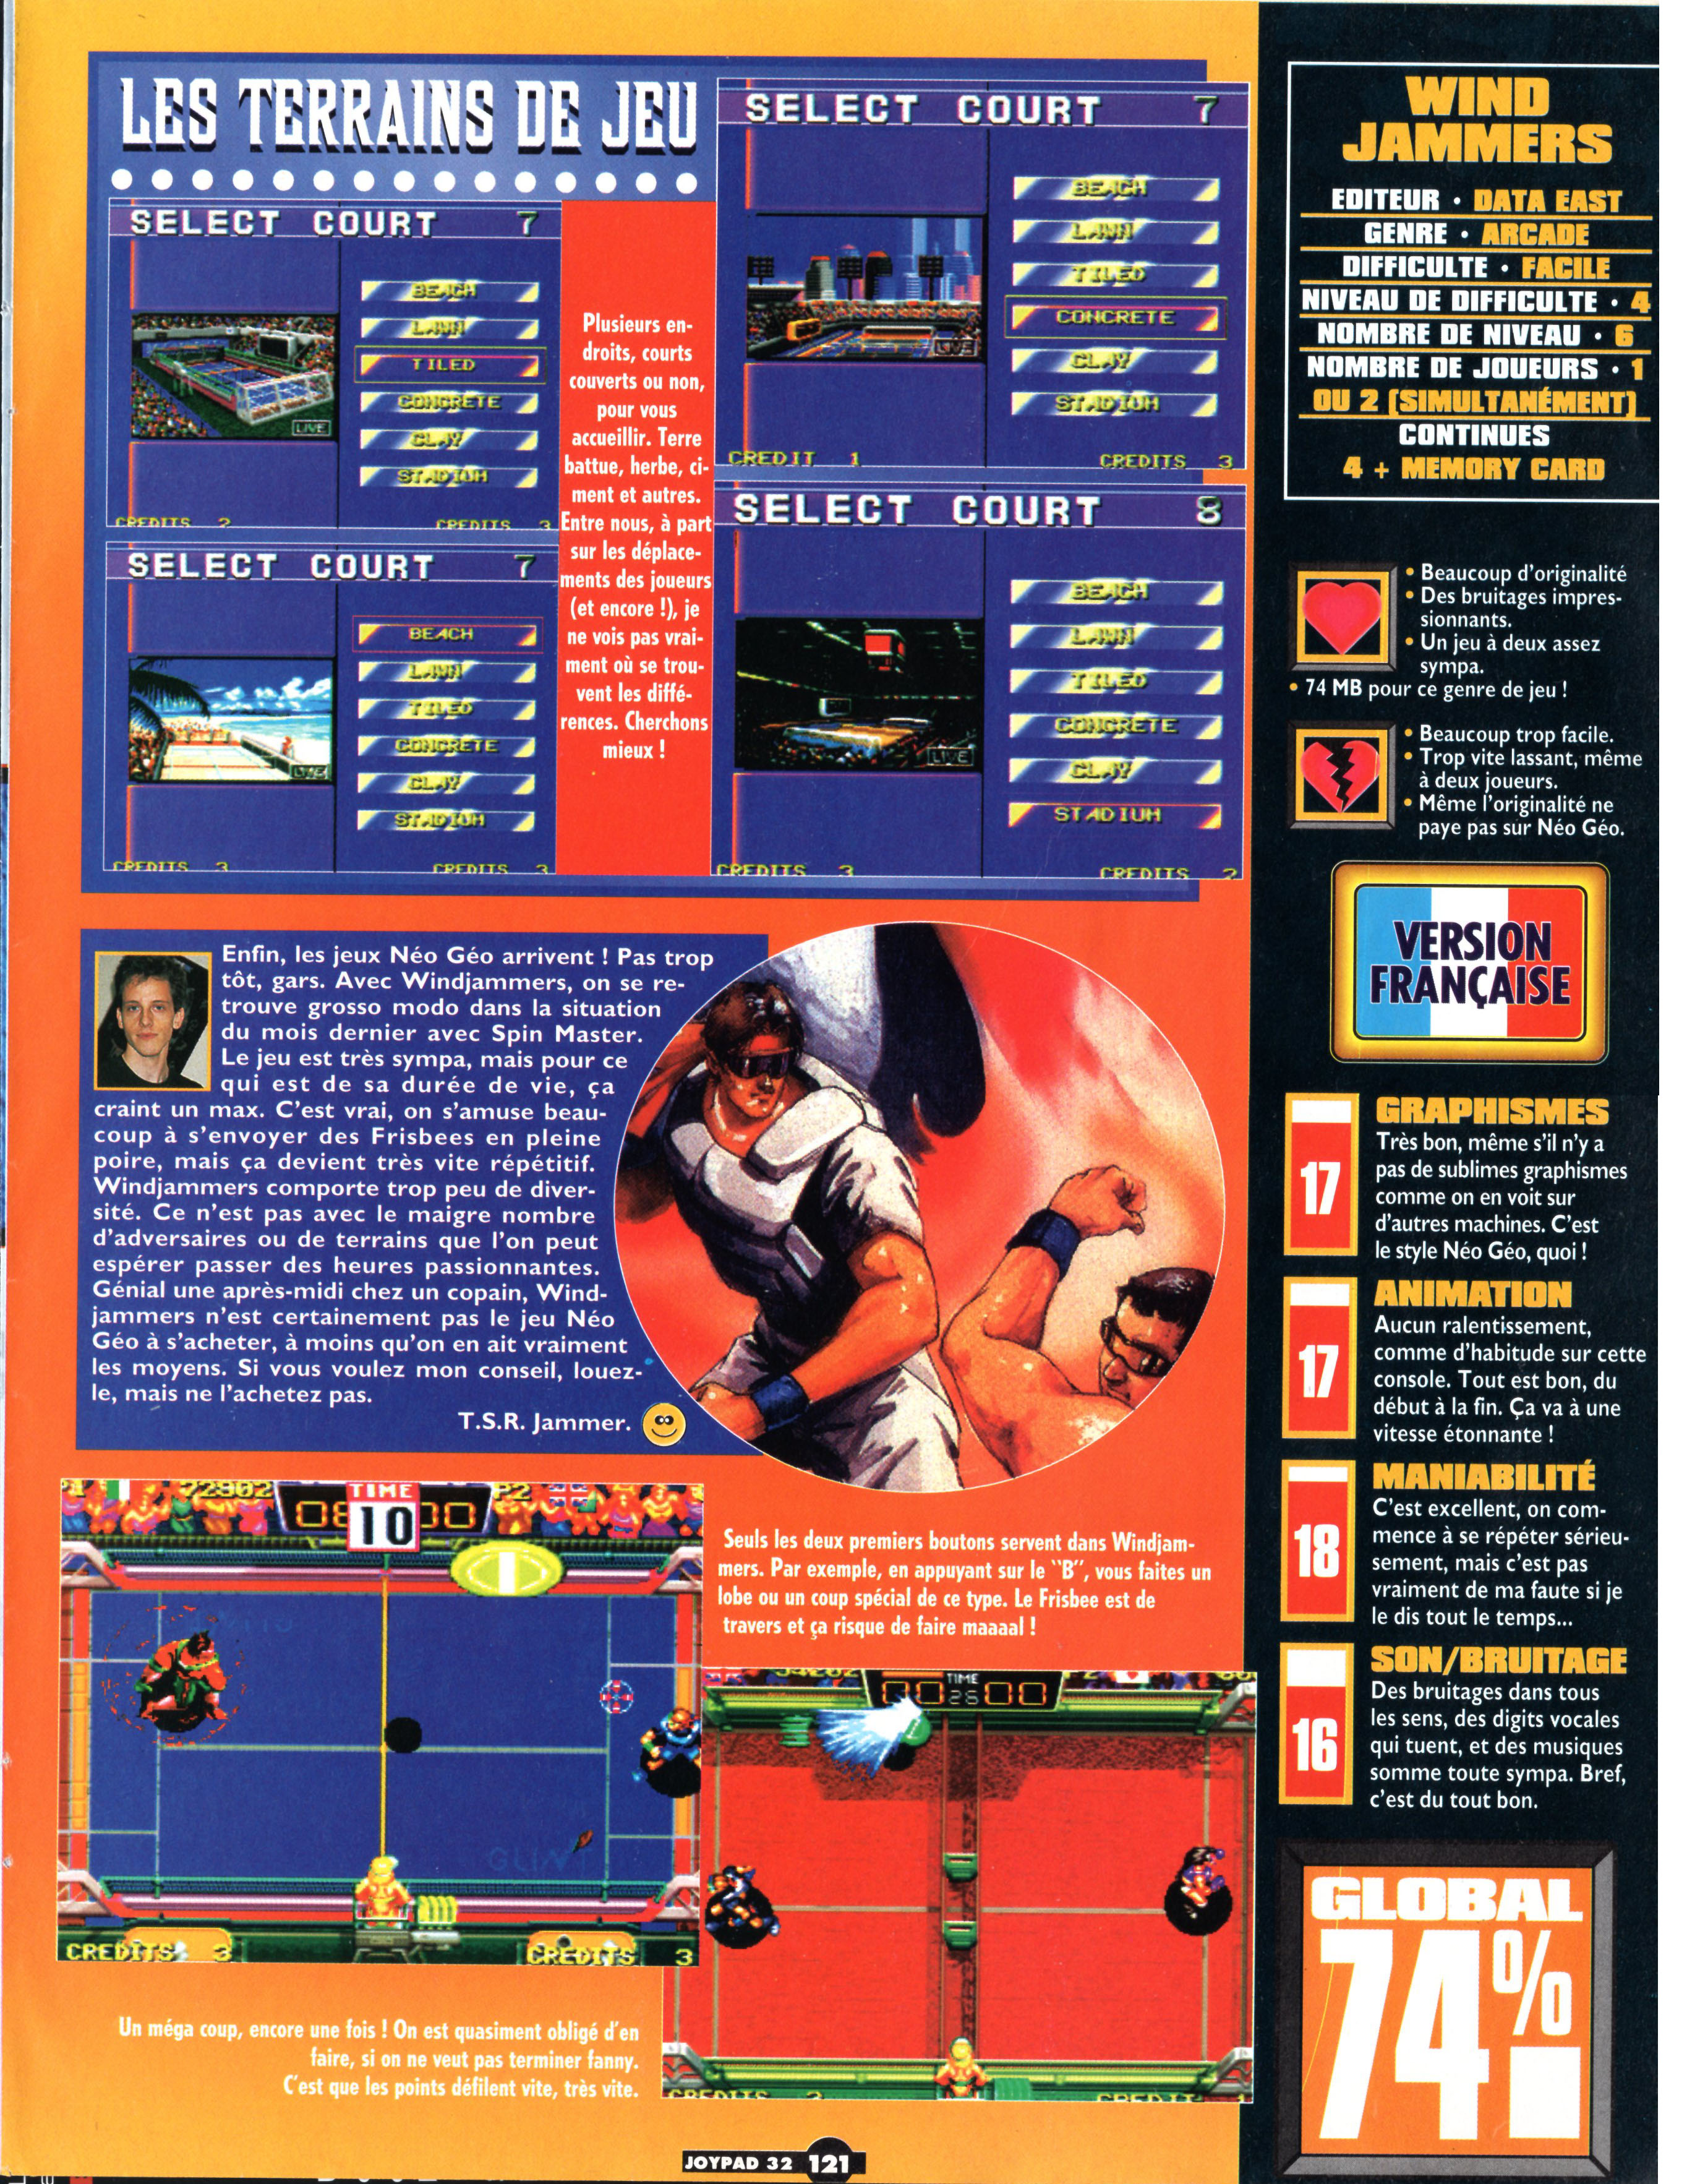 LES TERRAINS DE JEU
SELECT COURT 7
BEACH
LAWN
TILED
CONCRETE
CLAY
STADIUM
LIVE
CREDITS 2
CREDITS 3
Plusieurs en-
droits, courts
couverts ou non,
pour vous
accueillir. Terre
battue, herbe, ci-
ment et autres.
Entre nous, à part
sur les déplace-
ments des joueurs
(et encore !), je
ne vois pas vrai-
ment où se trou-
vent les diffé-
rences. Cherchons
mieux !
SELECT COURT 7
BEACH
LAWN
TILED
CONCRETE
CLAY
STADIUM
LIVE
CREDIT 1
CREDITS 3
SELECT COURT 7
BEACH
LAWN
TILED
CONCRETE
CLAY
STADIUM
LIVE
CREDITS 3
CREDITS 3
SELECT COURT 8
BEACH
LAWN
TILED
CONCRETE
CLAY
STADIUM
LIVE
CREDITS 3
CREDITS 2
Enfin, les jeux Néo Géo arrivent ! Pas trop
tôt, gars. Avec Windjammers, on se re-
trouve grosso modo dans la situation
du mois dernier avec Spin Master.
Le jeu est très sympa, mais pour ce
qui est de sa durée de vie, ça
craint un max. C'est vrai, on s'amuse beau-
coup à s'envoyer des Frisbees en pleine
poire, mais ça devient très vite répétitif.
Windjammers comporte trop peu de diver-
sité. Ce n'est pas avec le maigre nombre
d'adversaires ou de terrains que l'on peut
espérer passer des heures passionnantes.
Génial une après-midi chez un copain, Wind-
jammers n'est certainement pas le jeu Néo
Géo à s'acheter, à moins qu'on en ait vraiment
les moyens. Si vous voulez mon conseil, louez-
le, mais ne l'achetez pas.
T.S.R. Jammer.
72902
TIME
10
P2
CREDITS 3
CREDITS 3
Seuls les deux premiers boutons servent dans Windjam-
mers. Par exemple, en appuyant sur le "B", vous faites un
lobe ou un coup spécial de ce type. Le Frisbee est de
travers et ça risque de faire maaaal !
TIME
00 28 00
Un méga coup, encore une fois ! On est quasiment obligé d'en
faire, si on ne veut pas terminer fanny.
C'est que les points défilent vite, très vite.
WIND
JAMMERS
EDITEUR • DATA EAST
GENRE • ARCADE
DIFFICULTE • FACILE
NIVEAU DE DIFFICULTE • 4
NOMBRE DE NIVEAU • 6
NOMBRE DE JOUEURS • 1
OU 2 (SIMULTANÉMENT)
CONTINUES
4 + MEMORY CARD
• Beaucoup d'originalité
• Des bruitages impres-
sionnants.
• Un jeu à deux assez
sympa.
• 74 MB pour ce genre de jeu !
• Beaucoup trop facile.
• Trop vite lassant, même
à deux joueurs.
• Même l'originalité ne
paye pas sur Néo Géo.
VERSION
FRANÇAISE
GRAPHISMES
17
Très bon, même s'il n'y a
pas de sublimes graphismes
comme on en voit sur
d'autres machines. C'est
le style Néo Géo, quoi !
ANIMATION
17
Aucun ralentissement,
comme d'habitude sur cette
console. Tout est bon, du
début à la fin. Ça va à une
vitesse étonnante !
MANIABILITÉ
18
C'est excellent, on com-
mence à se répéter sérieu-
sement, mais c'est pas
vraiment de ma faute si je
le dis tout le temps...
SON/BRUITAGE
16
Des bruitages dans tous
les sens, des digits vocales
qui tuent, et des musiques
somme toute sympa. Bref,
c'est du tout bon.
GLOBAL
74%
JOYPAD 32 121